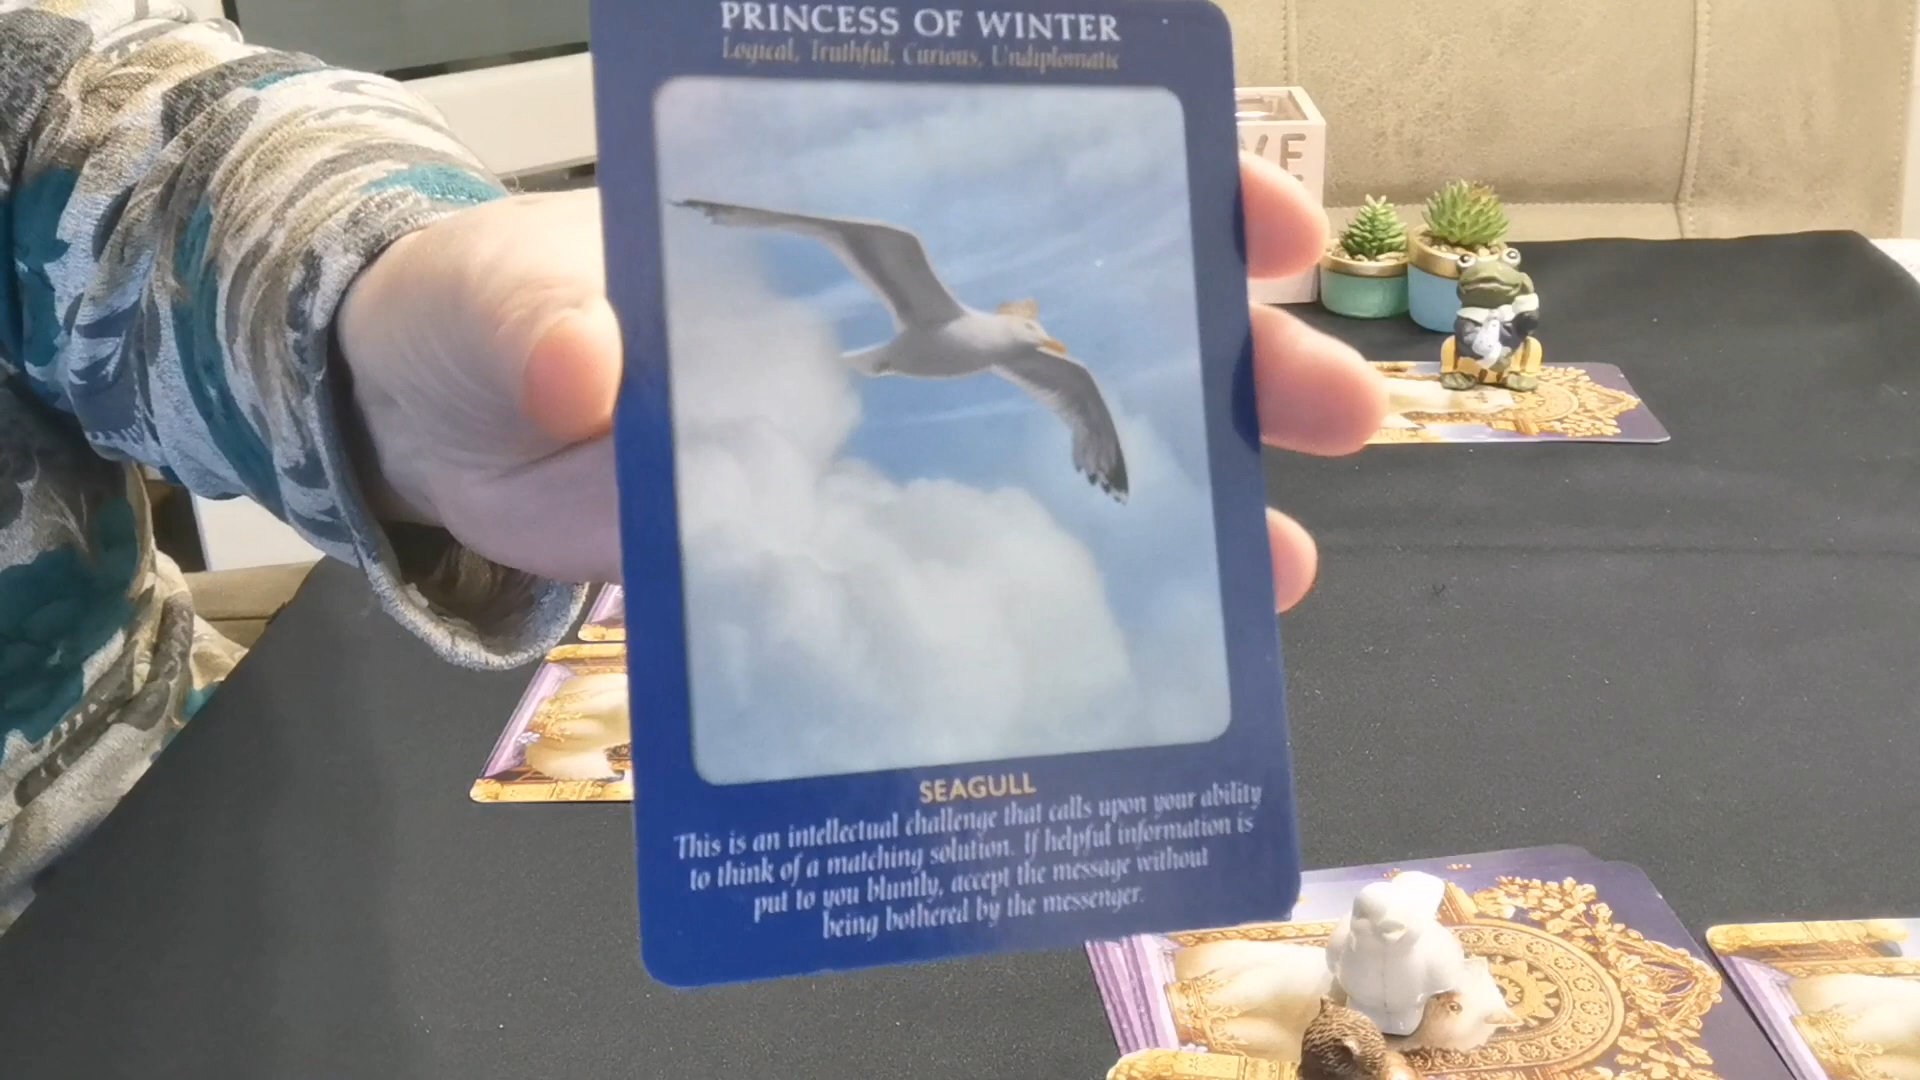 PRINCESS OF WINTER
Logical, Truthful, Curious, Undiplomatic
VE
SEAGULL
This is an intellectual challenge that calls upon your ability
to think of a matching solution. If helpful information is
put to you bluntly, accept the message without
being bothered by the messenger.